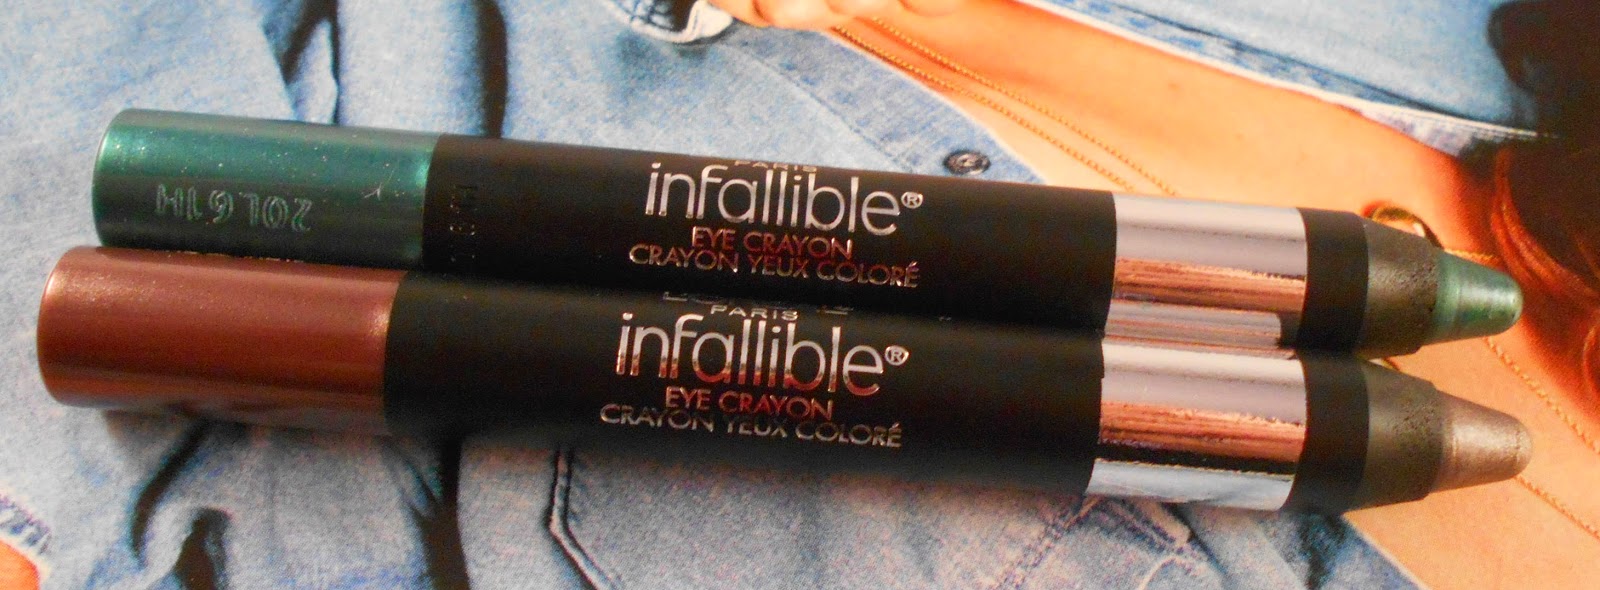 PARIS
infallible®
EYE CRAYON
CRAYON YEUX COLORÉ
20L61H
PARIS
infallible®
EYE CRAYON
CRAYON YEUX COLORÉ